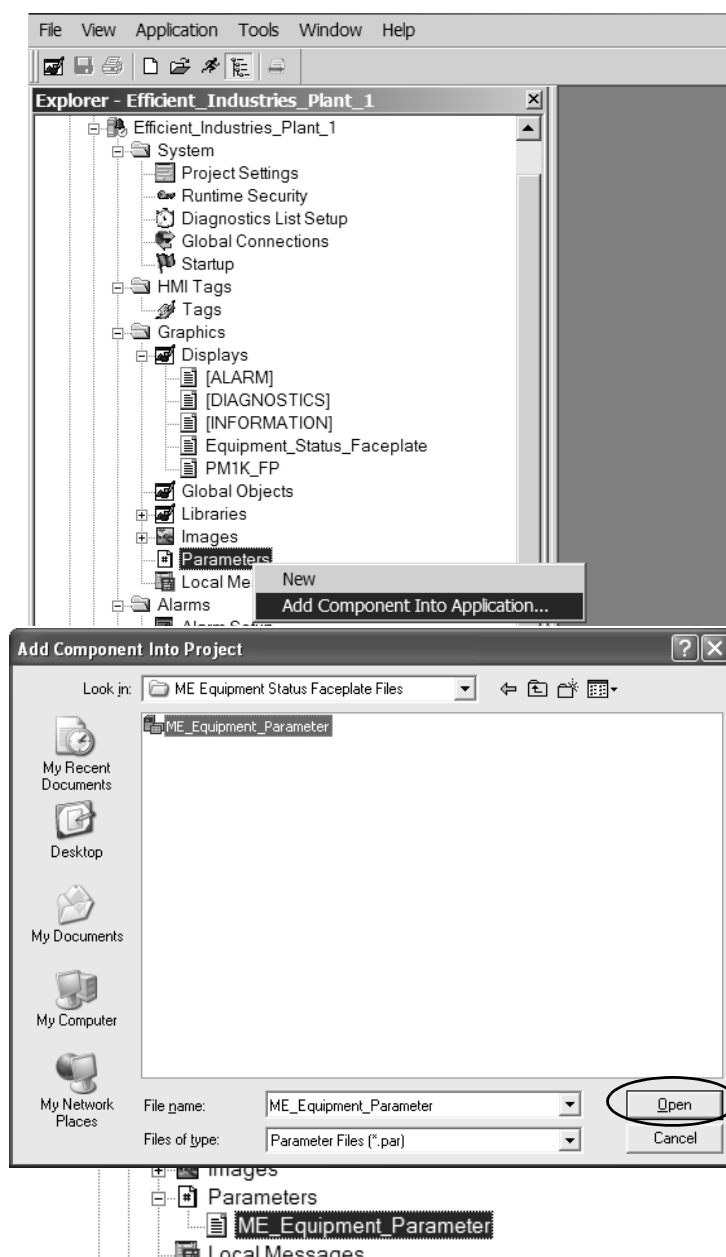 File View Application Tools Window Help
Explorer - Efficient_Industries_Plant_1
Efficient_Industries_Plant_1
System
Project Settings
Runtime Security
Diagnostics List Setup
Global Connections
Startup
HMI Tags
Tags
Graphics
Displays
[ALARM]
[DIAGNOSTICS]
[INFORMATION]
Equipment_Status_Faceplate
PM1K_FP
Global Objects
Libraries
Images
Parameters
New
Local Me
Add Component Into Application...
Alarms
Alarm Setup
Add Component Into Project
Look in: ME Equipment Status Faceplate Files
ME_Equipment_Parameter
My Recent Documents
Desktop
My Documents
My Computer
My Network Places
File name: ME_Equipment_Parameter Open
Files of type: Parameter Files (*.par) Cancel
Images
Parameters
ME_Equipment_Parameter
Local Messages